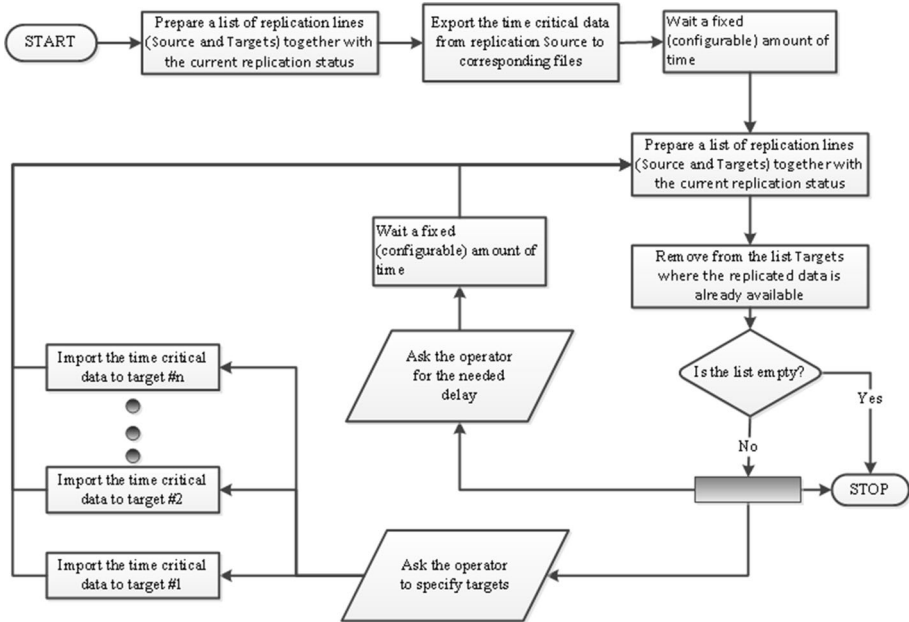 START
Prepare a list of replication lines
(Source and Targets) together with
the current replication status
Export the time critical data
from replication Source to
corresponding files
Wait a fixed
(configurable) amount of
time
Prepare a list of replication lines
(Source and Targets) together with
the current replication status
Wait a fixed
(configurable) amount of
time
Remove from the list Targets
where the replicated data is
already available
Ask the operator
for the needed
delay
Is the list empty?
Yes
No
STOP
Import the time critical
data to target #n
Import the time critical
data to target #2
Import the time critical
data to target #1
Ask the operator
to specify targets